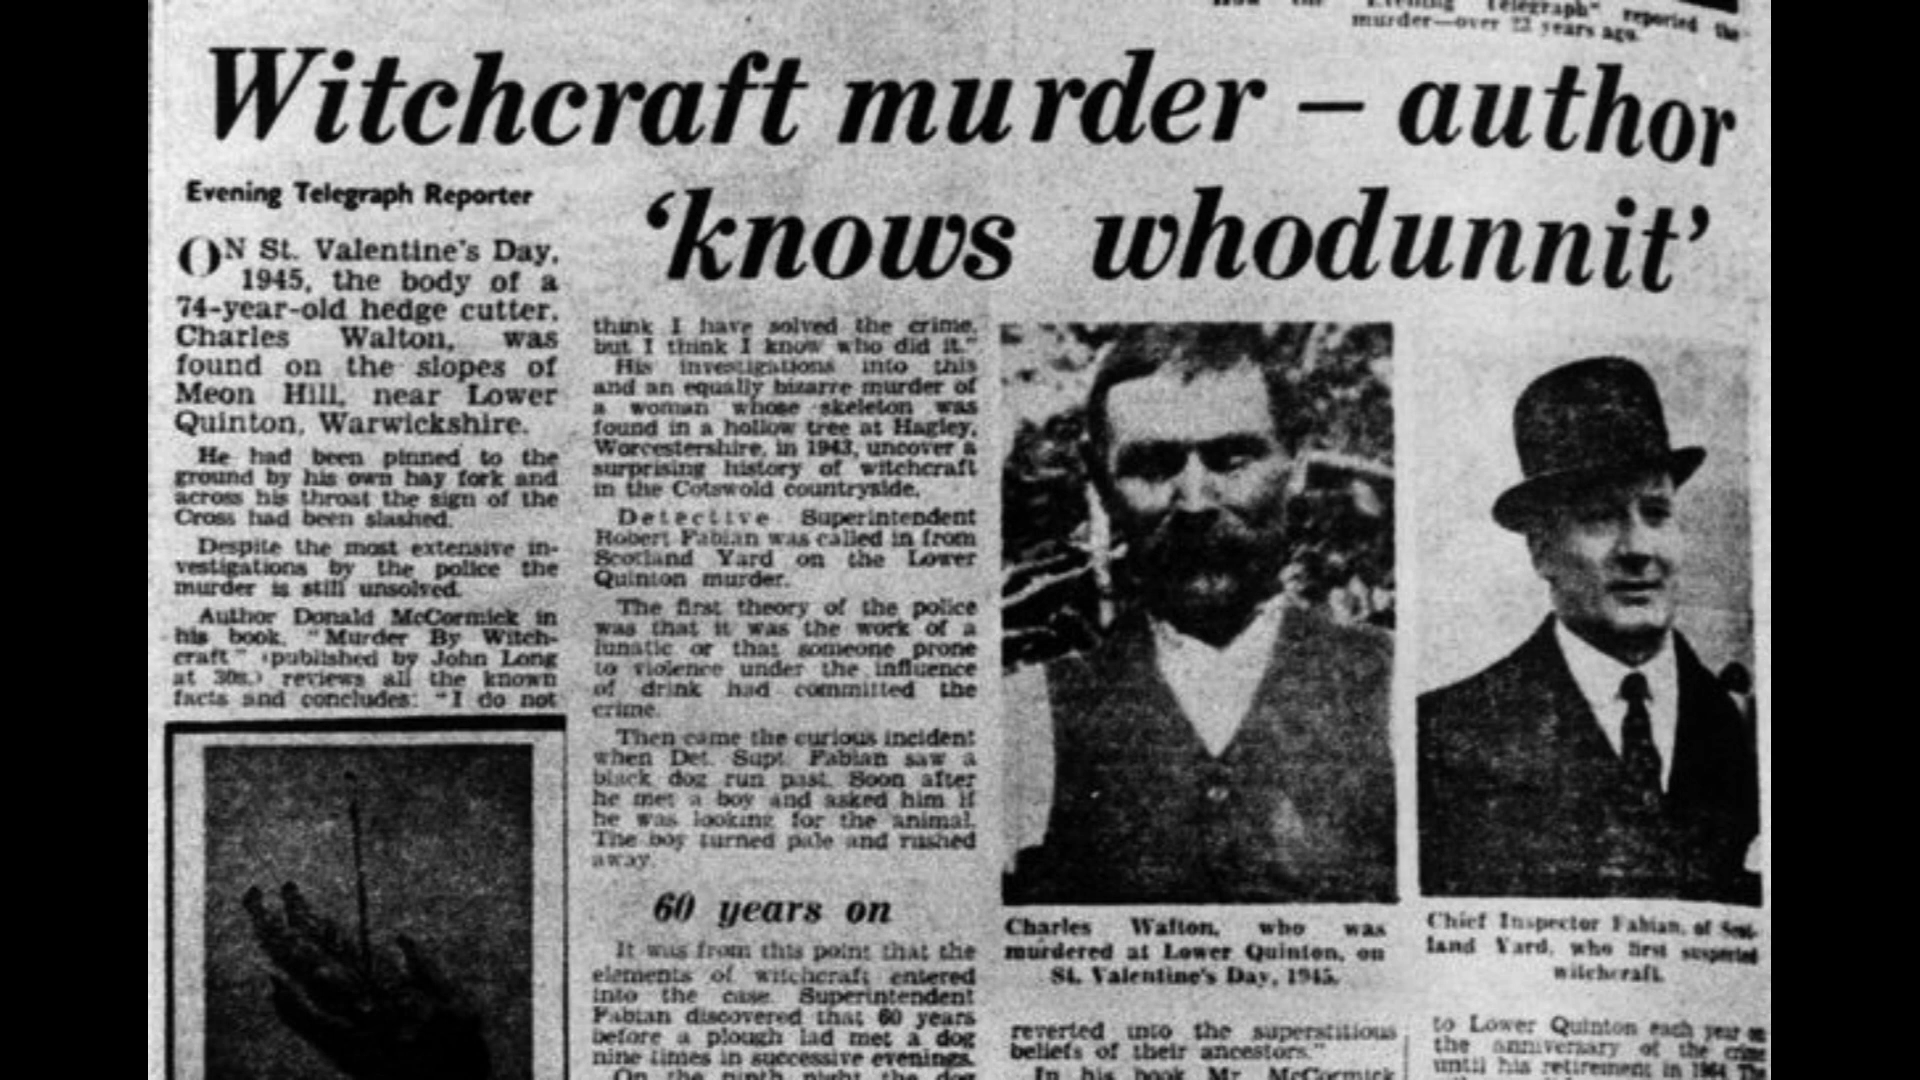 "Evening Telegraph" reported the
murder—over 22 years ago.
Witchcraft murder – author
'knows whodunnit'
Evening Telegraph Reporter
ON St. Valentine's Day,
1945, the body of a
74-year-old hedge cutter,
Charles Walton, was
found on the slopes of
Meon Hill, near Lower
Quinton, Warwickshire.
He had been pinned to the
ground by his own hay fork and
across his throat the sign of the
Cross had been slashed.
Despite the most extensive in-
vestigations by the police the
murder is still unsolved.
Author Donald McCormick in
his book, "Murder By Witch-
craft" (published by John Long
at 30s.) reviews all the known
facts and concludes: "I do not
think I have solved the crime,
but I think I know who did it."
His investigations into this
and an equally bizarre murder of
a woman whose skeleton was
found in a hollow tree at Hagley,
Worcestershire, in 1943, uncover a
surprising history of witchcraft
in the Cotswold countryside.
Detective Superintendent
Robert Fabian was called in from
Scotland Yard on the Lower
Quinton murder.
The first theory of the police
was that it was the work of a
lunatic or that someone prone
to violence under the influence
of drink had committed the
crime.
Then came the curious incident
when Det. Supt. Fabian saw a
black dog run past. Soon after
he met a boy and asked him if
he was looking for the animal.
The boy turned pale and rushed
away.
60 years on
It was from this point that the
elements of witchcraft entered
into the case. Superintendent
Fabian discovered that 60 years
before a plough lad met a dog
nine times in successive evenings.
On the ninth night the dog
Charles Walton, who was
murdered at Lower Quinton, on
St. Valentine's Day, 1945.
reverted into the superstitious
beliefs of their ancestors."
In his book Mr. McCormick
Chief Inspector Fabian, of Scot-
land Yard, who first suspected
witchcraft.
to Lower Quinton each year on
the anniversary of the crime
until his retirement in 1964. The